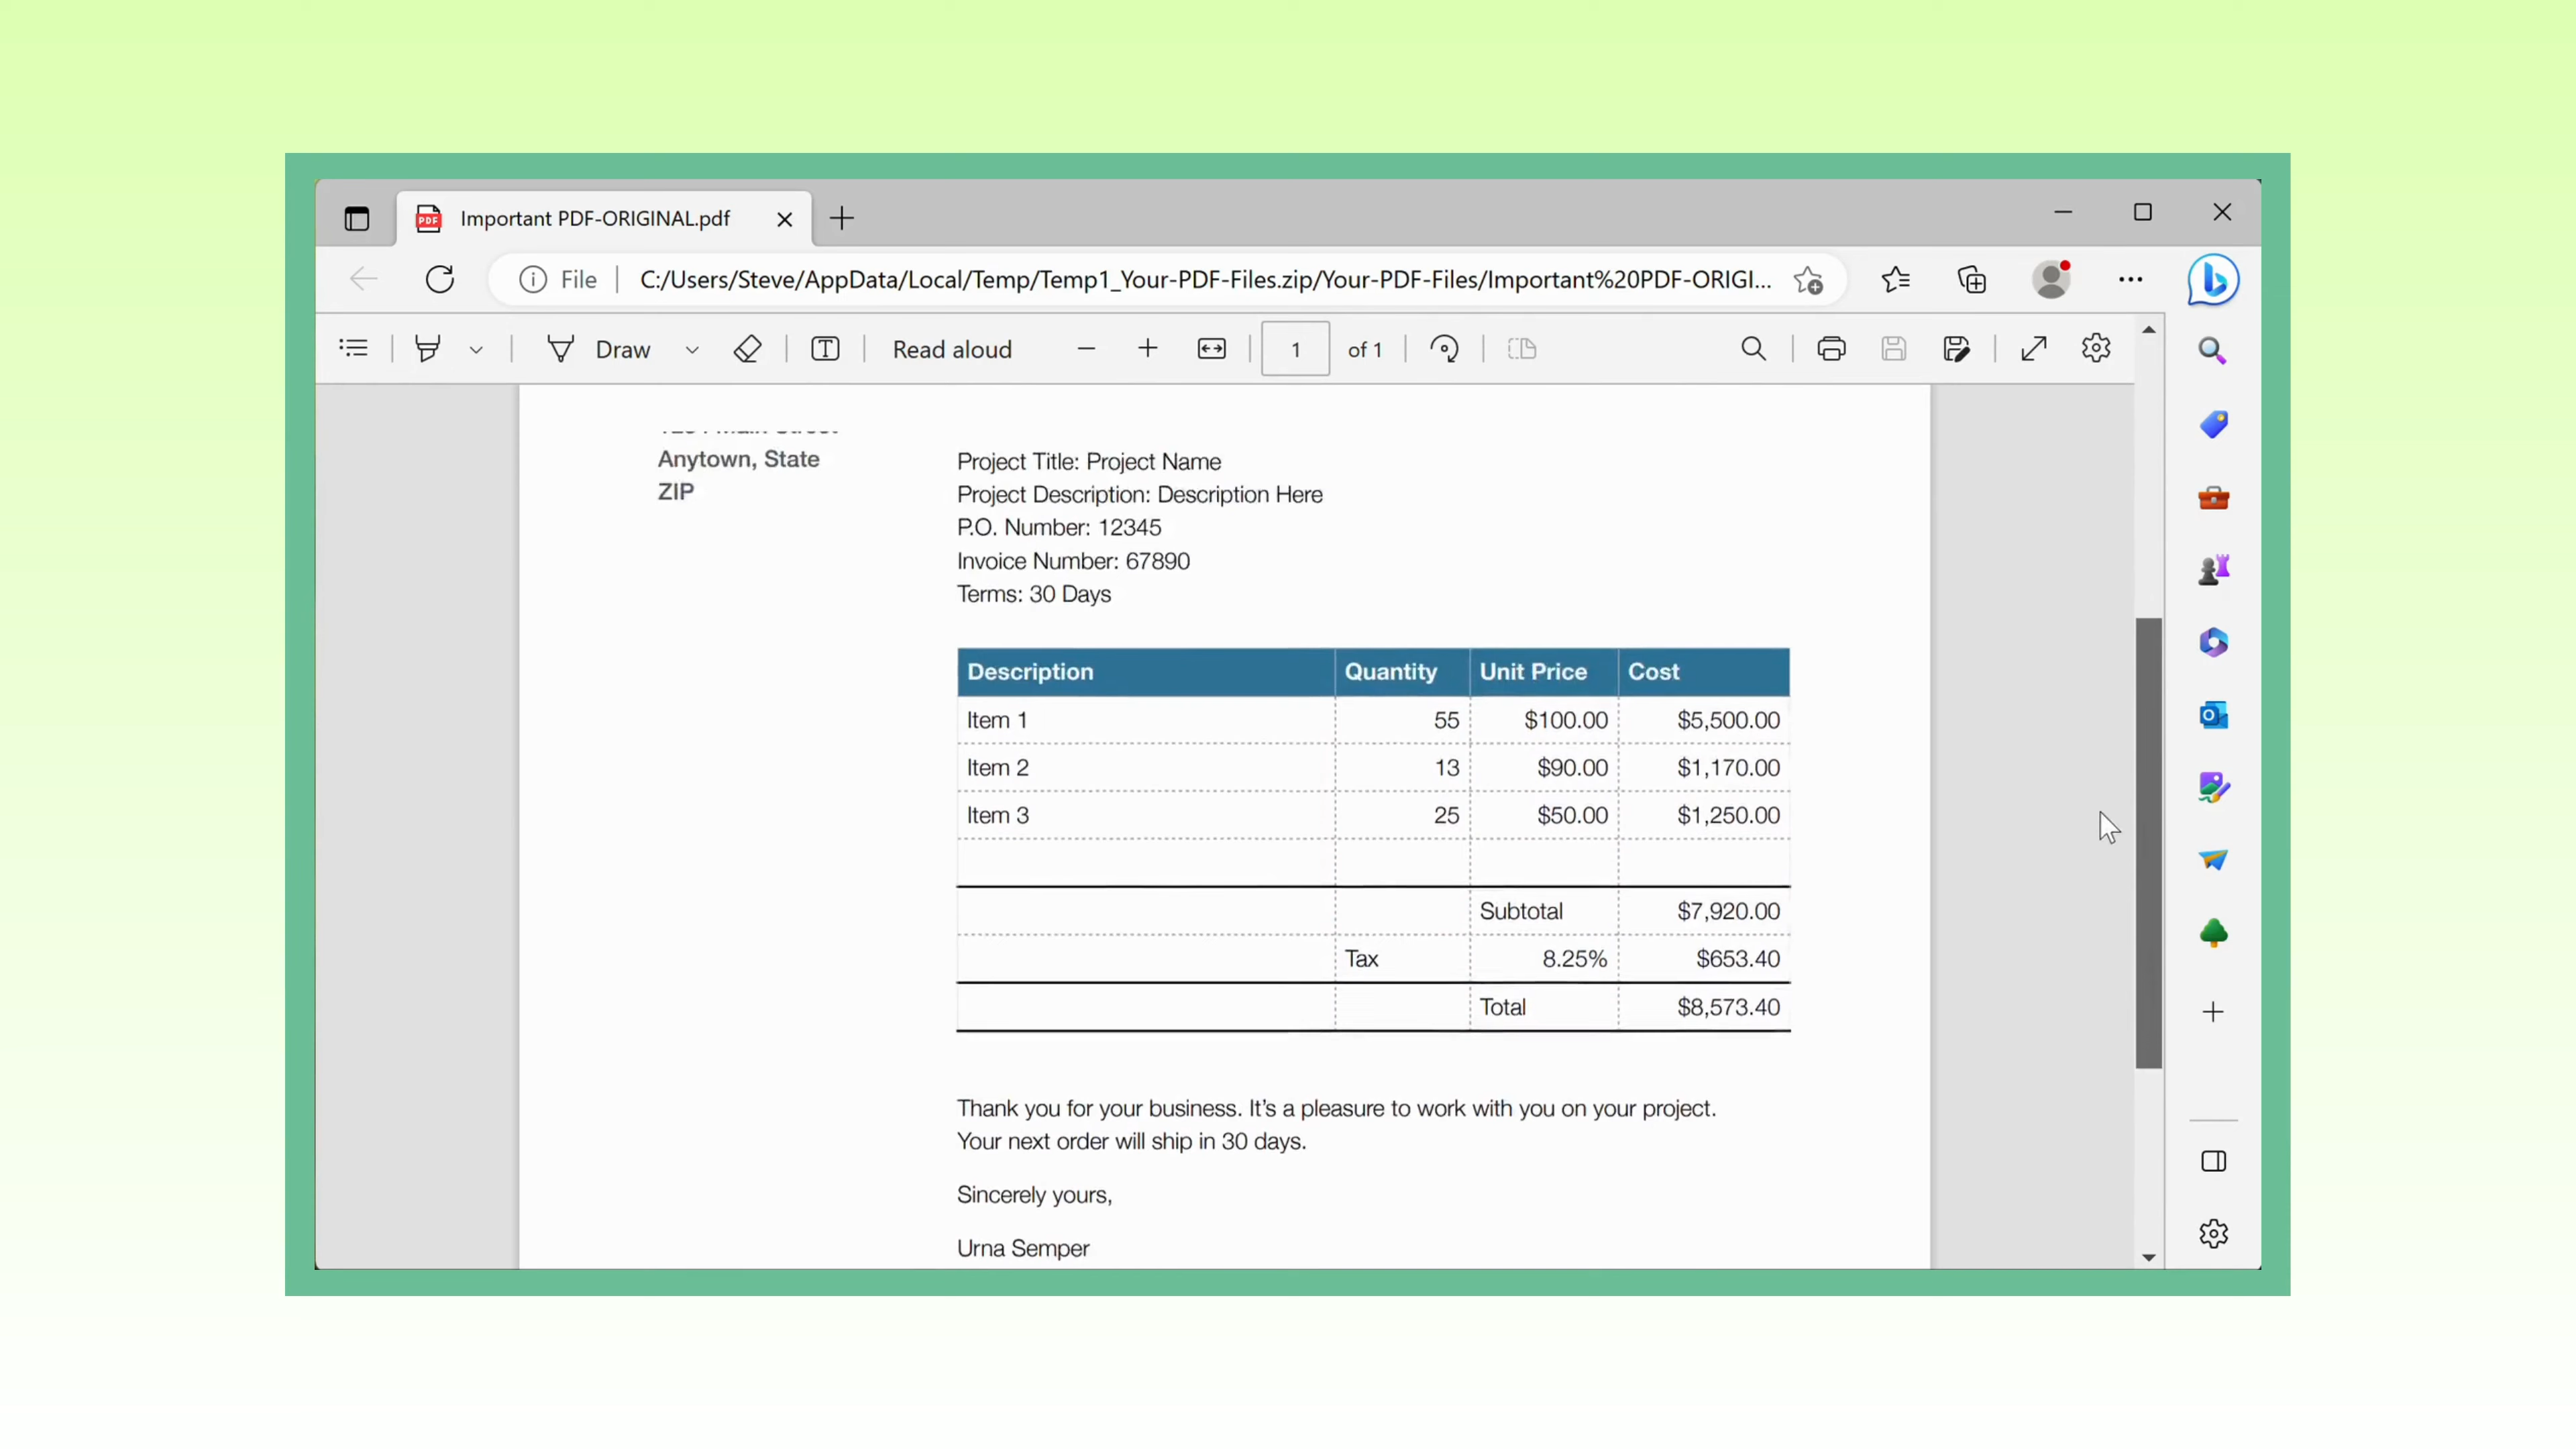 Important PDF-ORIGINAL.pdf
File
C:/Users/Steve/AppData/Local/Temp/Temp1_Your-PDF-Files.zip/Your-PDF-Files/Important%20PDF-ORIGI...
Draw
Read aloud
1 of 1
Anytown, State
ZIP
Project Title: Project Name
Project Description: Description Here
P.O. Number: 12345
Invoice Number: 67890
Terms: 30 Days
Description Quantity Unit Price Cost
Item 1 55 $100.00 $5,500.00
Item 2 13 $90.00 $1,170.00
Item 3 25 $50.00 $1,250.00
Subtotal $7,920.00
Tax 8.25% $653.40
Total $8,573.40
Thank you for your business. It’s a pleasure to work with you on your project.
Your next order will ship in 30 days.
Sincerely yours,
Urna Semper